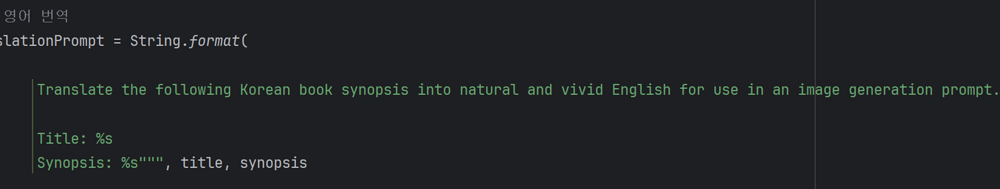 영어 번역
slationPrompt = String.format(
Translate the following Korean book synopsis into natural and vivid English for use in an image generation prompt.
Title: %s
Synopsis: %s""", title, synopsis